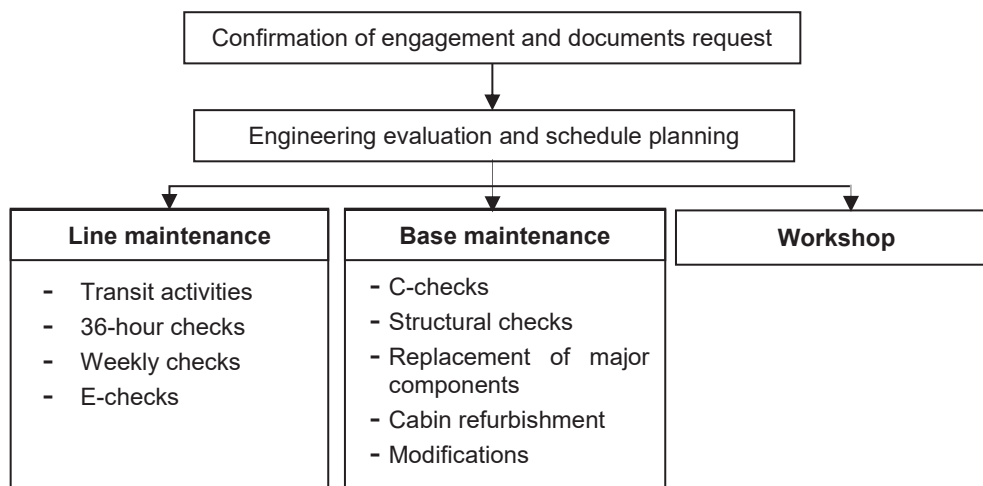 Confirmation of engagement and documents request
Engineering evaluation and schedule planning
Line maintenance
- Transit activities
- 36-hour checks
- Weekly checks
- E-checks
Base maintenance
- C-checks
- Structural checks
- Replacement of major
components
- Cabin refurbishment
- Modifications
Workshop